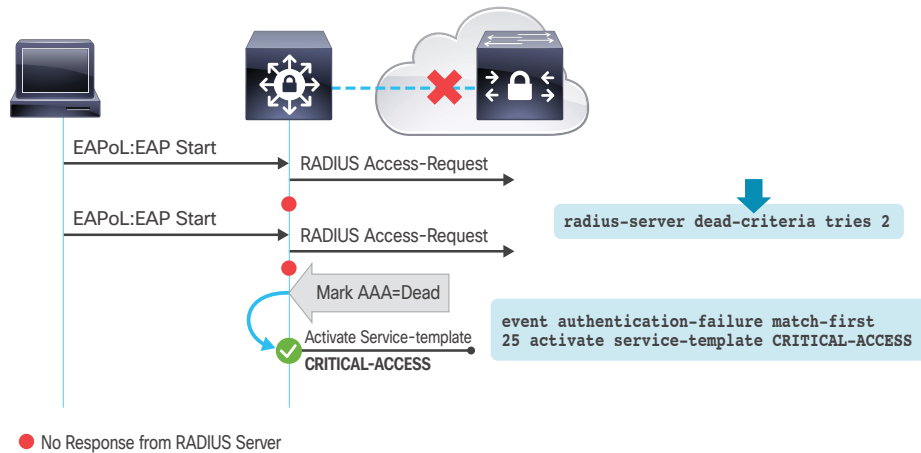 EAPoL:EAP Start
RADIUS Access-Request
EAPoL:EAP Start
RADIUS Access-Request
radius-server dead-criteria tries 2
Mark AAA=Dead
Activate Service-template
CRITICAL-ACCESS
event authentication-failure match-first
25 activate service-template CRITICAL-ACCESS
No Response from RADIUS Server